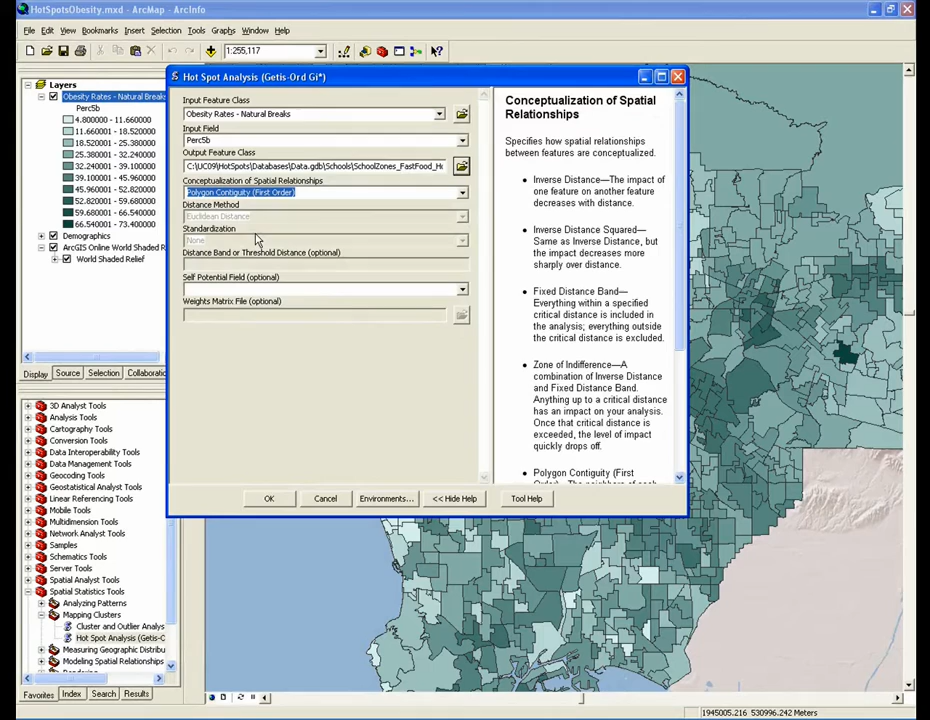 HotSpotsObesity.mxd - ArcMap - ArcInfo
File Edit View Bookmarks Insert Selection Tools Graphs Window Help
1:255,117
Layers
Obesity Rates - Natural Breaks
Perc5b
4.800000 - 11.660000
11.660001 - 18.520000
18.520001 - 25.380000
25.380001 - 32.240000
32.240001 - 39.100000
39.100001 - 45.960000
45.960001 - 52.820000
52.820001 - 59.680000
59.680001 - 66.540000
66.540001 - 73.400000
Demographics
ArcGIS Online World Shaded R
World Shaded Relief
Display Source Selection Collaboratio
3D Analyst Tools
Analysis Tools
Cartography Tools
Conversion Tools
Data Interoperability Tools
Data Management Tools
Geocoding Tools
Geostatistical Analyst Tools
Linear Referencing Tools
Mobile Tools
Multidimension Tools
Network Analyst Tools
Samples
Schematics Tools
Server Tools
Spatial Analyst Tools
Spatial Statistics Tools
Analyzing Patterns
Mapping Clusters
Cluster and Outlier Analys
Hot Spot Analysis (Getis-O
Measuring Geographic Distribu
Modeling Spatial Relationships
Favorites Index Search Results
Hot Spot Analysis (Getis-Ord Gi*)
Input Feature Class
Obesity Rates - Natural Breaks
Input Field
Perc5b
Output Feature Class
C:\UC09\HotSpots\Databases\Data.gdb\Schools\SchoolZones_FastFood_Ho
Conceptualization of Spatial Relationships
Polygon Contiguity (First Order)
Distance Method
Euclidean Distance
Standardization
None
Distance Band or Threshold Distance (optional)
Self Potential Field (optional)
Weights Matrix File (optional)
OK Cancel Environments... << Hide Help Tool Help
Conceptualization of Spatial
Relationships
Specifies how spatial relationships
between features are conceptualized.
• Inverse Distance—The impact of
one feature on another feature
decreases with distance.
• Inverse Distance Squared—
Same as Inverse Distance, but
the impact decreases more
sharply over distance.
• Fixed Distance Band—
Everything within a specified
critical distance is included in
the analysis; everything outside
the critical distance is excluded.
• Zone of Indifference—A
combination of Inverse Distance
and Fixed Distance Band.
Anything up to a critical distance
has an impact on your analysis.
Once that critical distance is
exceeded, the level of impact
quickly drops off.
• Polygon Contiguity (First
1945005.216 530996.242 Meters